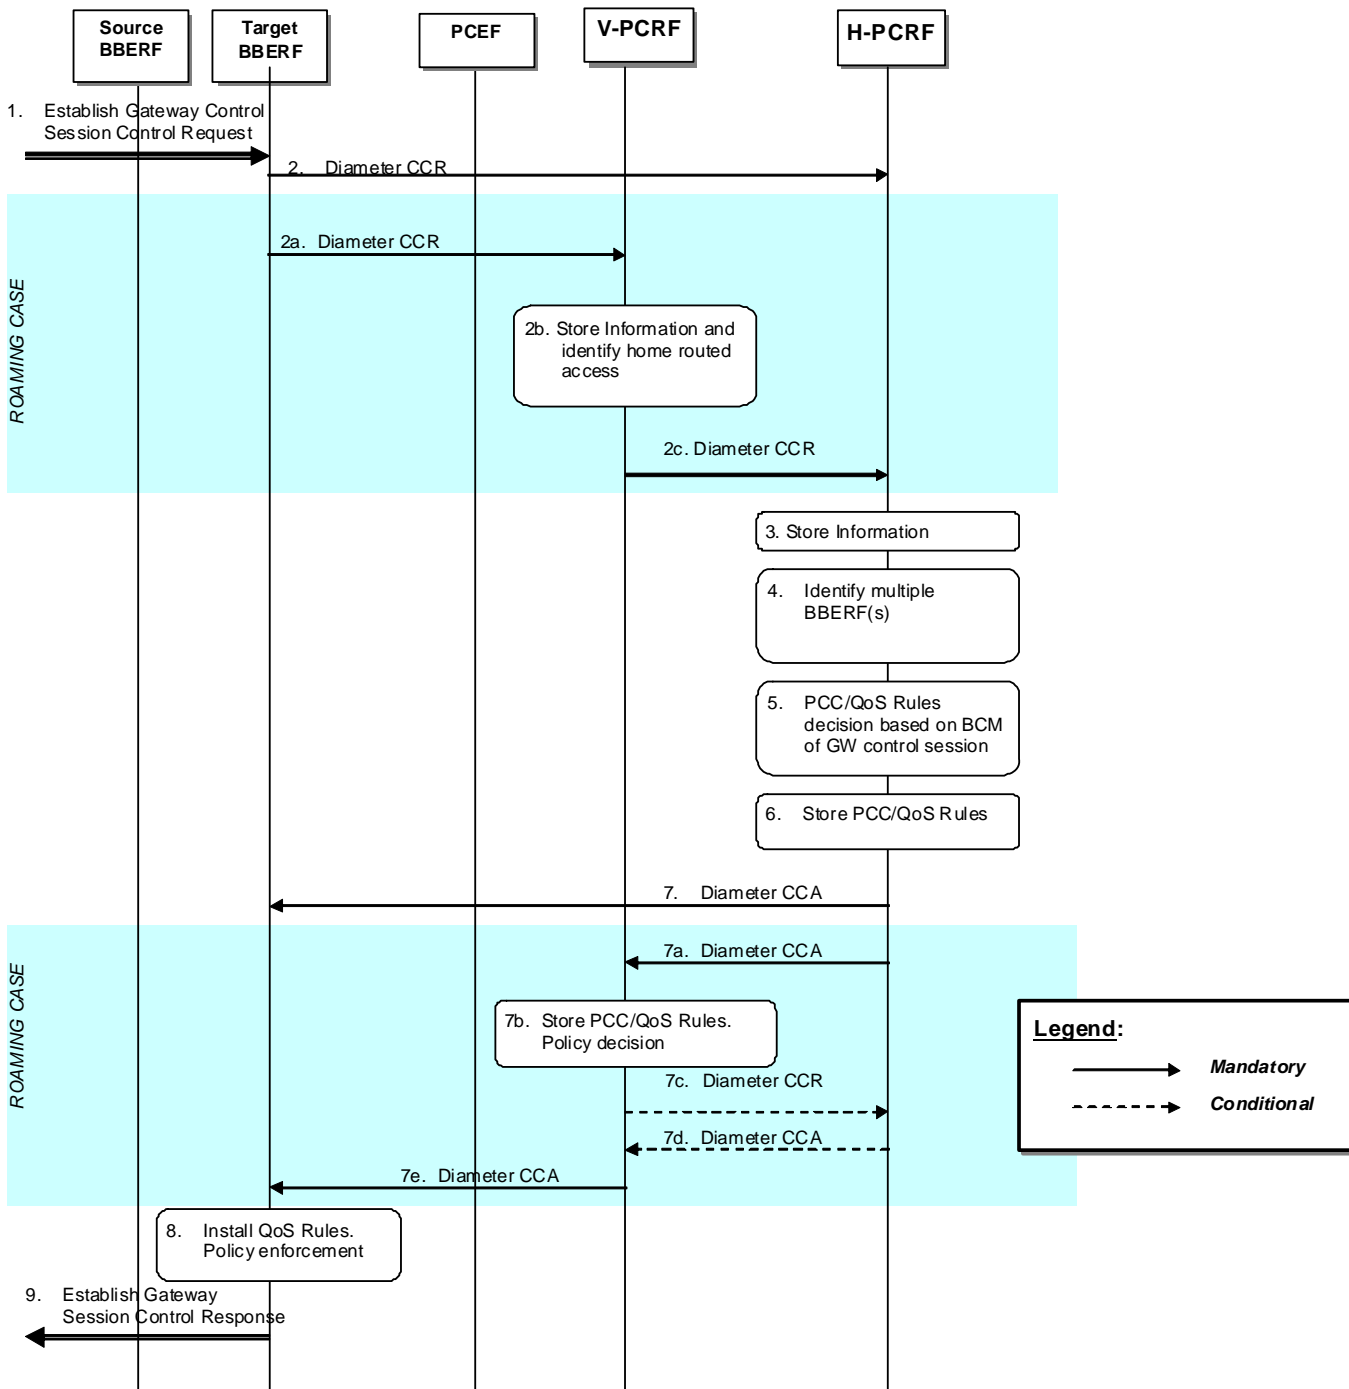 Source
BBERF
Target
BBERF
PCEF
V-PCRF
H-PCRF
1. Establish Gateway Control
Session Control Request
2. Diameter CCR
ROAMING CASE
2a. Diameter CCR
2b. Store Information and
identify home routed
access
2c. Diameter CCR
3. Store Information
4. Identify multiple
BBERF(s)
5. PCC/QoS Rules
decision based on BCM
of GW control session
6. Store PCC/QoS Rules
7. Diameter CCA
ROAMING CASE
7a. Diameter CCA
7b. Store PCC/QoS Rules.
Policy decision
7c. Diameter CCR
7d. Diameter CCA
7e. Diameter CCA
Legend:
Mandatory
Conditional
8. Install QoS Rules.
Policy enforcement
9. Establish Gateway
Session Control Response